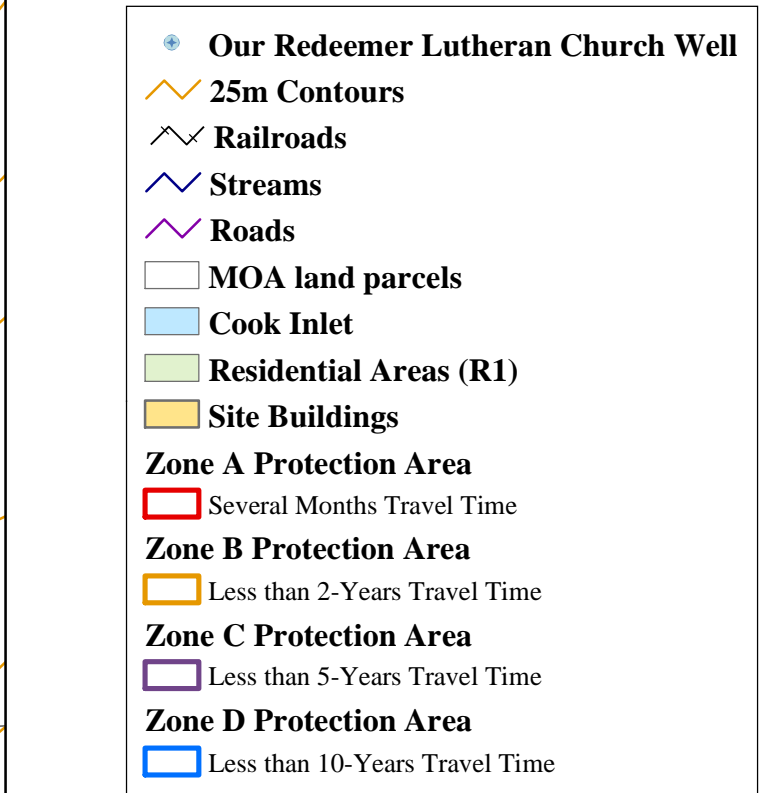 Our Redeemer Lutheran Church Well
25m Contours
Railroads
Streams
Roads
MOA land parcels
Cook Inlet
Residential Areas (R1)
Site Buildings
Zone A Protection Area
Several Months Travel Time
Zone B Protection Area
Less than 2-Years Travel Time
Zone C Protection Area
Less than 5-Years Travel Time
Zone D Protection Area
Less than 10-Years Travel Time